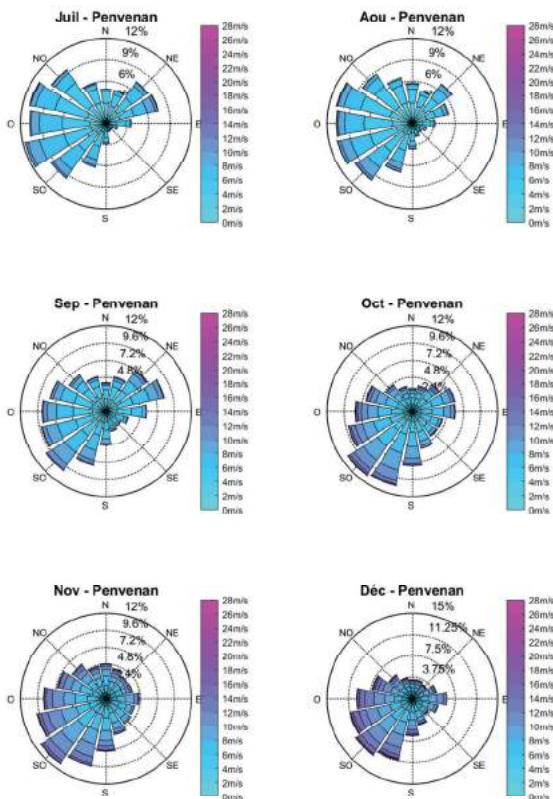 Juil - Penvenan
N
12%
9%
6%
NO
NE
O
E
SO
SE
S
28m/s
26m/s
24m/s
22m/s
20m/s
18m/s
16m/s
14m/s
12m/s
10m/s
8m/s
6m/s
4m/s
2m/s
0m/s
Aou - Penvenan
N
12%
9%
6%
NO
NE
O
E
SO
SE
S
28m/s
26m/s
24m/s
22m/s
20m/s
18m/s
16m/s
14m/s
12m/s
10m/s
8m/s
6m/s
4m/s
2m/s
0m/s
Sep - Penvenan
N
12%
9.6%
7.2%
4.8%
NO
NE
O
E
SO
SE
S
28m/s
26m/s
24m/s
22m/s
20m/s
18m/s
16m/s
14m/s
12m/s
10m/s
8m/s
6m/s
4m/s
2m/s
0m/s
Oct - Penvenan
N
12%
9.6%
7.2%
4.8%
2.4%
NO
NE
O
E
SO
SE
S
28m/s
26m/s
24m/s
22m/s
20m/s
18m/s
16m/s
14m/s
12m/s
10m/s
8m/s
6m/s
4m/s
2m/s
0m/s
Nov - Penvenan
N
12%
9.6%
7.2%
4.8%
2.4%
NO
NE
O
E
SO
SE
S
28m/s
26m/s
24m/s
22m/s
20m/s
18m/s
16m/s
14m/s
12m/s
10m/s
8m/s
6m/s
4m/s
2m/s
0m/s
Déc - Penvenan
N
15%
11.25%
7.5%
3.75%
NO
NE
O
E
SO
SE
S
28m/s
26m/s
24m/s
22m/s
20m/s
18m/s
16m/s
14m/s
12m/s
10m/s
8m/s
6m/s
4m/s
2m/s
0m/s